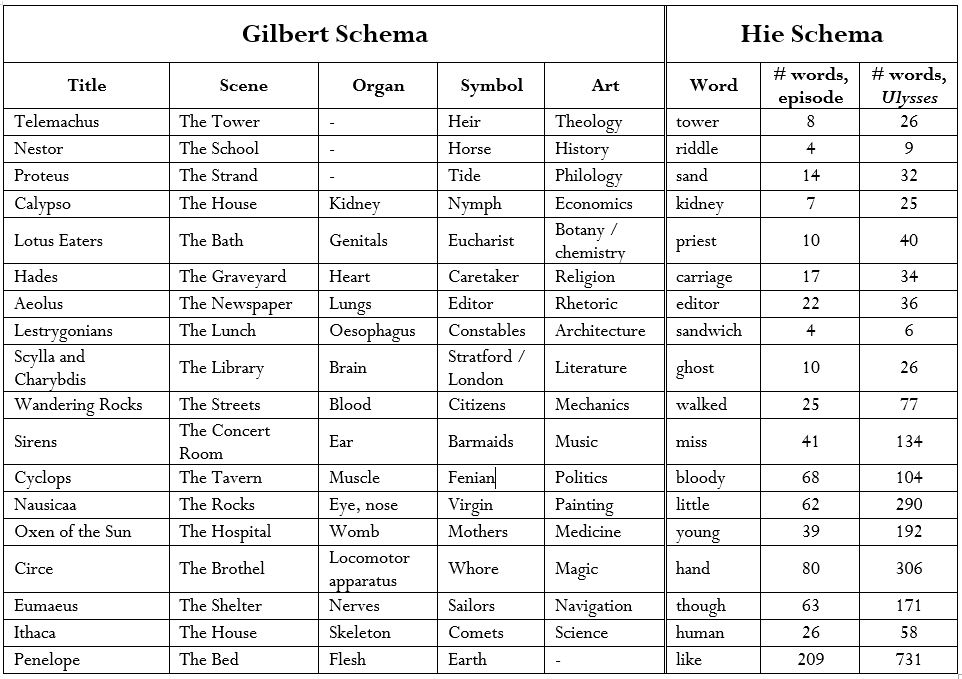 Gilbert Schema Hie Schema
Title Scene Organ Symbol Art Word # words, episode # words, Ulysses
Telemachus The Tower - Heir Theology tower 8 26
Nestor The School - Horse History riddle 4 9
Proteus The Strand - Tide Philology sand 14 32
Calypso The House Kidney Nymph Economics kidney 7 25
Lotus Eaters The Bath Genitals Eucharist Botany / chemistry priest 10 40
Hades The Graveyard Heart Caretaker Religion carriage 17 34
Aeolus The Newspaper Lungs Editor Rhetoric editor 22 36
Lestrygonians The Lunch Oesophagus Constables Architecture sandwich 4 6
Scylla and Charybdis The Library Brain Stratford / London Literature ghost 10 26
Wandering Rocks The Streets Blood Citizens Mechanics walked 25 77
Sirens The Concert Room Ear Barmaids Music miss 41 134
Cyclops The Tavern Muscle Fenian Politics bloody 68 104
Nausicaa The Rocks Eye, nose Virgin Painting little 62 290
Oxen of the Sun The Hospital Womb Mothers Medicine young 39 192
Circe The Brothel Locomotor apparatus Whore Magic hand 80 306
Eumaeus The Shelter Nerves Sailors Navigation though 63 171
Ithaca The House Skeleton Comets Science human 26 58
Penelope The Bed Flesh Earth - like 209 731